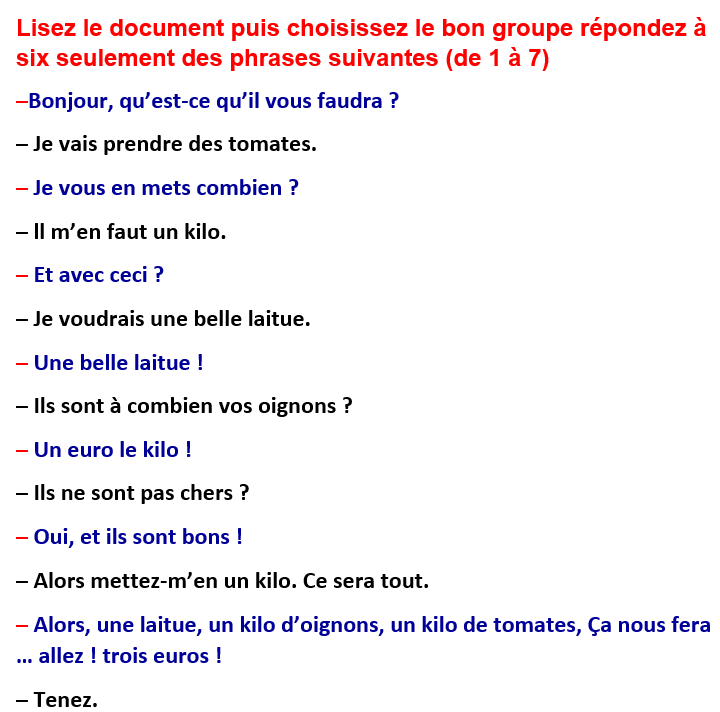 Lisez le document puis choisissez le bon groupe répondez à
six seulement des phrases suivantes (de 1 à 7)
–Bonjour, qu’est-ce qu’il vous faudra ?
– Je vais prendre des tomates.
– Je vous en mets combien ?
– ll m’en faut un kilo.
– Et avec ceci ?
– Je voudrais une belle laitue.
– Une belle laitue !
– Ils sont à combien vos oignons ?
– Un euro le kilo !
– Ils ne sont pas chers ?
– Oui, et ils sont bons !
– Alors mettez-m’en un kilo. Ce sera tout.
– Alors, une laitue, un kilo d’oignons, un kilo de tomates, Ça nous fera
… allez ! trois euros !
– Tenez.